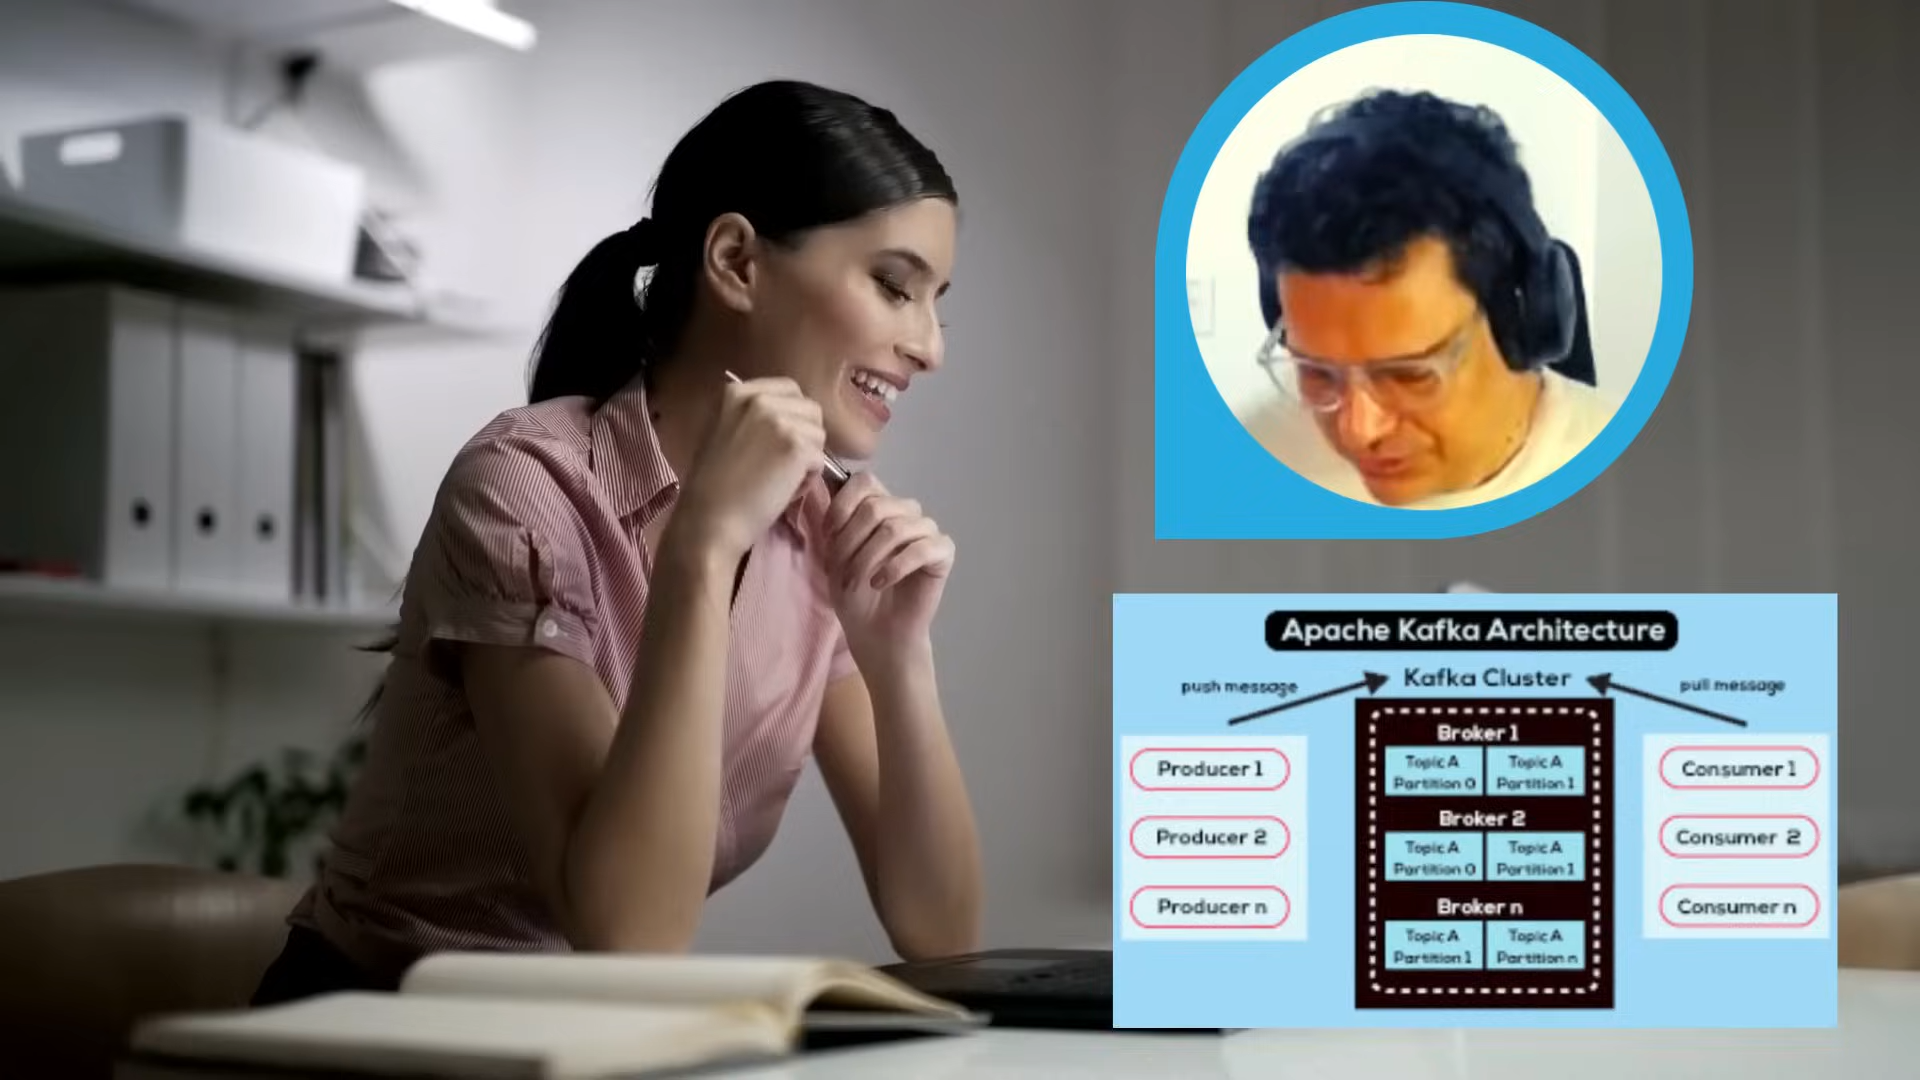 Apache Kafka Architecture
Kafka Cluster
push message
pull message
Producer 1
Producer 2
Producer n
Broker 1
Topic A Topic A
Partition 0 Partition 1
Broker 2
Topic A Topic A
Partition 0 Partition 1
Broker n
Topic A Topic A
Partition 1 Partition n
Consumer 1
Consumer 2
Consumer n